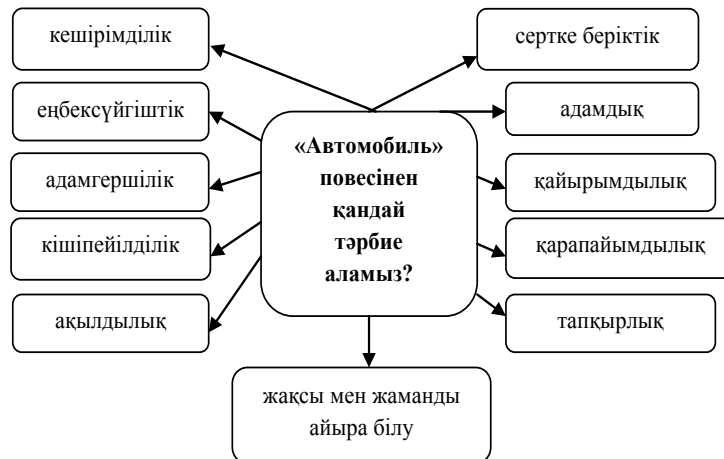 кешірімділік
сертке беріктік
еңбексүйгіштік
адамдық
адамгершілік
қайырымдылық
кішіпейілділік
қарапайымдылық
ақылдылық
тапқырлық
«Автомобиль»
повесінен
қандай
тәрбие
аламыз?
жақсы мен жаманды
айыра білу